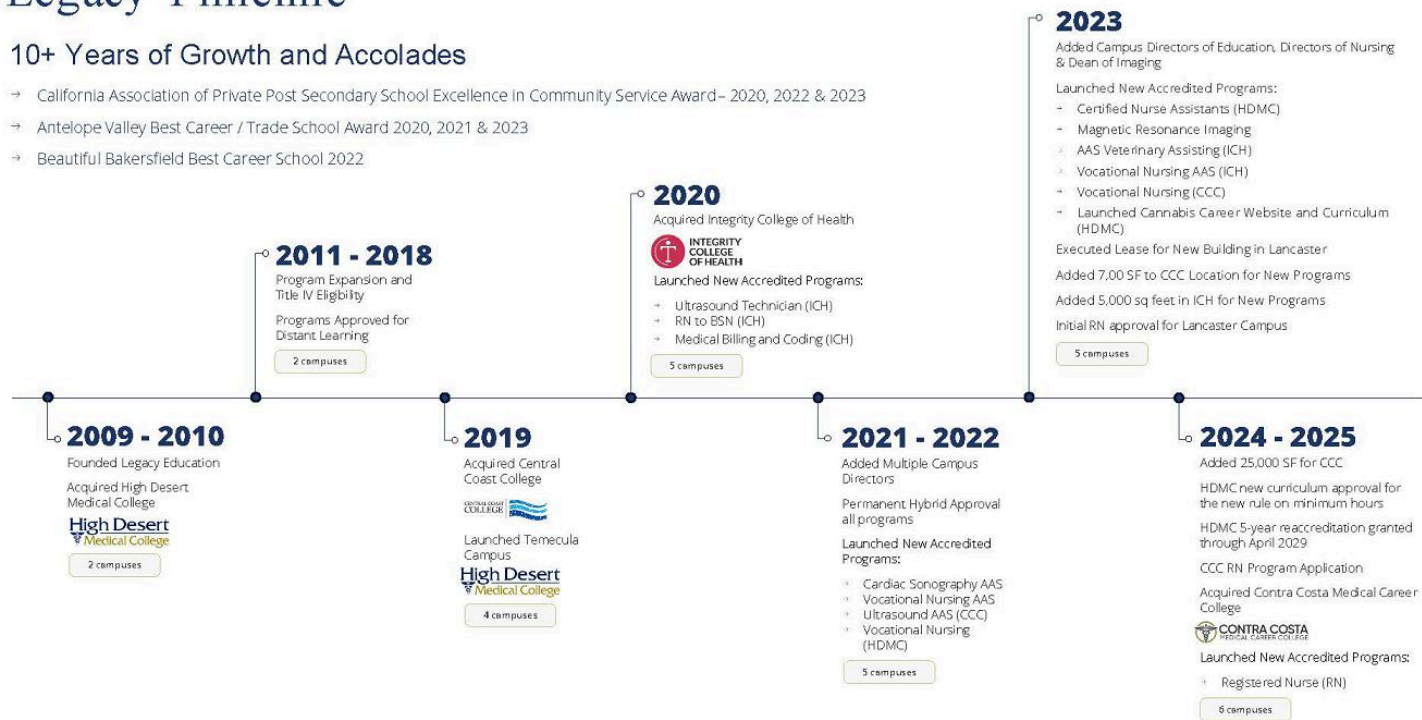 Legacy Timeline
10+ Years of Growth and Accolades
→ California Association of Private Post Secondary School Excellence in Community Service Award– 2020, 2022 & 2023
→ Antelope Valley Best Career / Trade School Award 2020, 2021 & 2023
→ Beautiful Bakersfield Best Career School 2022
2009 - 2010
Founded Legacy Education
Acquired High Desert
Medical College
High Desert
Medical College
2 campuses
2011 - 2018
Program Expansion and
Title IV Eligibility
Programs Approved for
Distant Learning
2 campuses
2019
Acquired Central
Coast College
CENTRAL COAST
COLLEGE
Launched Temecula
Campus
High Desert
Medical College
4 campuses
2020
Acquired Integrity College of Health
INTEGRITY
COLLEGE
OF HEALTH
Launched New Accredited Programs:
→ Ultrasound Technician (ICH)
→ RN to BSN (ICH)
→ Medical Billing and Coding (ICH)
5 campuses
2021 - 2022
Added Multiple Campus
Directors
Permanent Hybrid Approval
all programs
Launched New Accredited
Programs:
→ Cardiac Sonography AAS
→ Vocational Nursing AAS
→ Ultrasound AAS (CCC)
→ Vocational Nursing
(HDMC)
5 campuses
2023
Added Campus Directors of Education, Directors of Nursing
& Dean of Imaging
Launched New Accredited Programs:
→ Certified Nurse Assistants (HDMC)
→ Magnetic Resonance Imaging
→ AAS Veterinary Assisting (ICH)
→ Vocational Nursing AAS (ICH)
→ Vocational Nursing (CCC)
→ Launched Cannabis Career Website and Curriculum
(HDMC)
Executed Lease for New Building in Lancaster
Added 7,00 SF to CCC Location for New Programs
Added 5,000 sq feet in ICH for New Programs
Initial RN approval for Lancaster Campus
5 campuses
2024 - 2025
Added 25,000 SF for CCC
HDMC new curriculum approval for
the new rule on minimum hours
HDMC 5-year reaccreditation granted
through April 2029
CCC RN Program Application
Acquired Contra Costa Medical Career
College
CONTRA COSTA
MEDICAL CAREER COLLEGE
Launched New Accredited Programs:
→ Registered Nurse (RN)
6 campuses